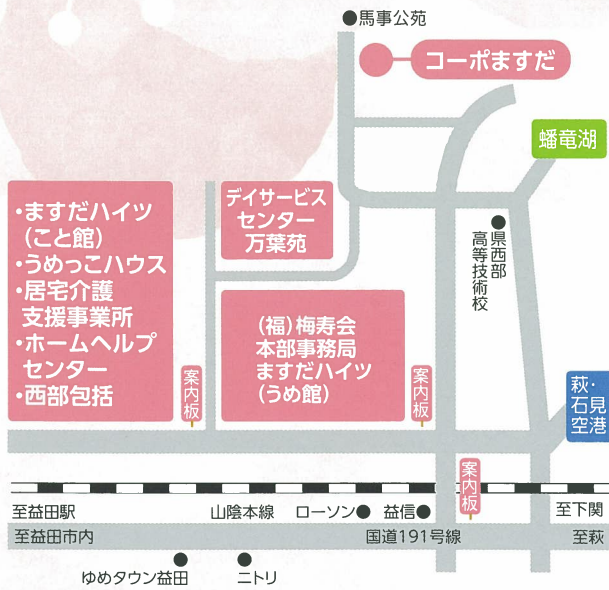 ●馬事公苑
コーポますだ
蟠竜湖
・ますだハイツ
(こと館)
・うめっこハウス
・居宅介護
支援事業所
・ホームヘルプ
センター
・西部包括
デイサービス
センター
万葉苑
●県西部
高等技術校
(福)梅寿会
本部事務局
ますだハイツ
(うめ館)
案内板
案内板
萩・
石見
空港
案内板
至益田駅
山陰本線
ローソン●
益信●
至下関
至益田市内
国道191号線
至萩
ゆめタウン益田
ニトリ